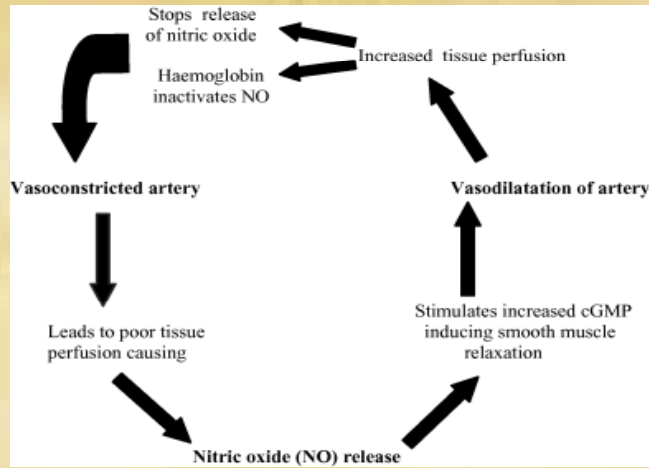 Stops release
of nitric oxide
Increased tissue perfusion
Haemoglobin
inactivates NO
Vasoconstricted artery
Vasodilatation of artery
Leads to poor tissue
perfusion causing
Stimulates increased cGMP
inducing smooth muscle
relaxation
Nitric oxide (NO) release